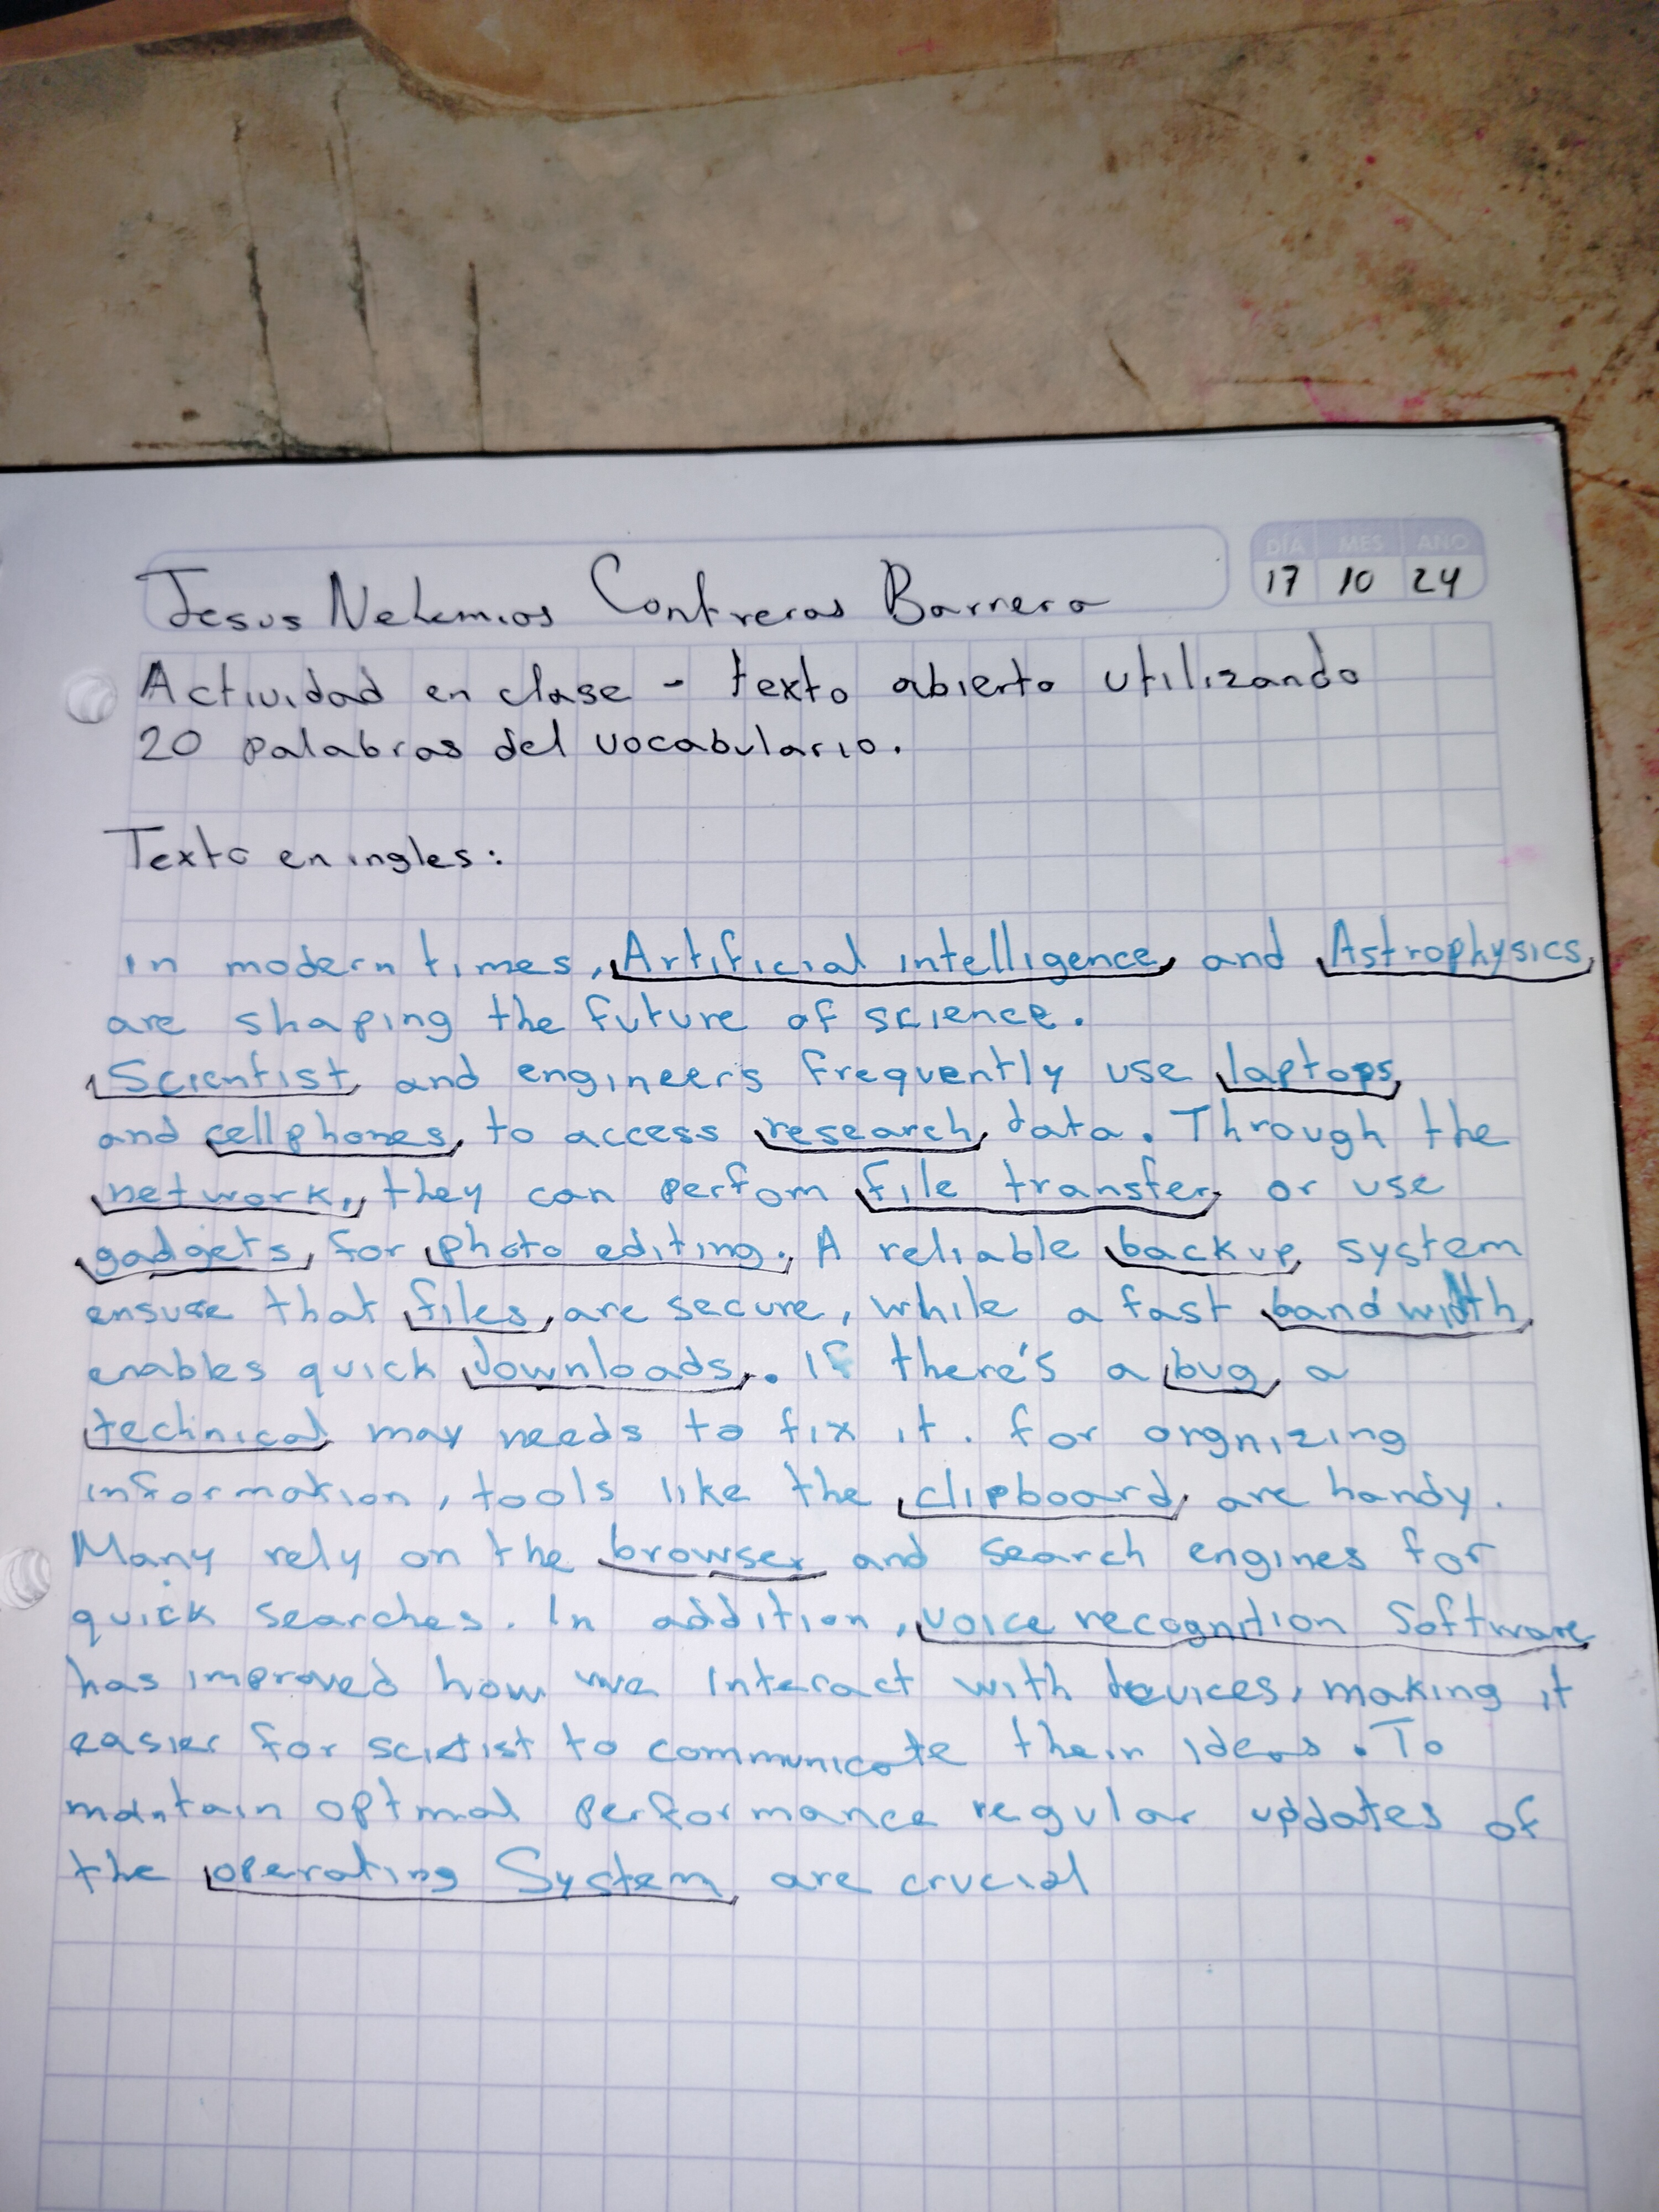 Jesus Nehemias Contreras Barrera
DÍA MES AÑO
17 10 24
Actividad en clase - texto abierto utilizando
20 palabras del vocabulario.
Texto en ingles:
in modern times, Artificial intelligence and Astrophysics
are shaping the future of science.
Scientist and engineers frequently use laptops
and cellphones to access research data. Through the
network, they can perfom file transfer or use
gadgets for photo editing. A reliable backup system
ensure that files are secure, while a fast bandwidth
enables quick downloads. If there's a bug a
technical may needs to fix it. for orgnizing
information, tools like the clipboard are handy.
Many rely on the browser and search engines for
quick searches. In addition, voice recognition Software
has improved how we Interact with devices, making it
easier for scistist to communicate their Ideas. To
maintain optmal performance regular updates of
the operating System are crucial